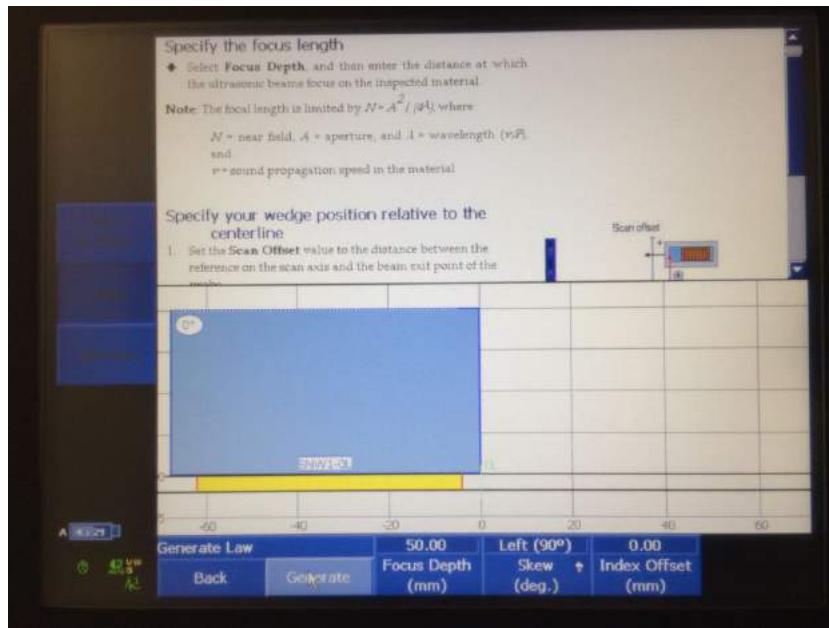 Specify the focus length
Select Focus Depth, and then enter the distance at which
the ultrasonic beams focus on the inspected material.
Note: The focal length is limited by
N = near field, A = aperture, and λ = wavelength
and
v = sound propagation speed in the material
Specify your wedge position relative to the
centerline
Scan offset
1. Set the Scan Offset value to the distance between the
reference on the scan axis and the beam exit point of the
0°
-60 -40 -20 0 20 40 60
A
Generate Law 50.00 Left (90º) 0.00
Back Generate Focus Depth Skew Index Offset
(mm) (deg.) (mm)